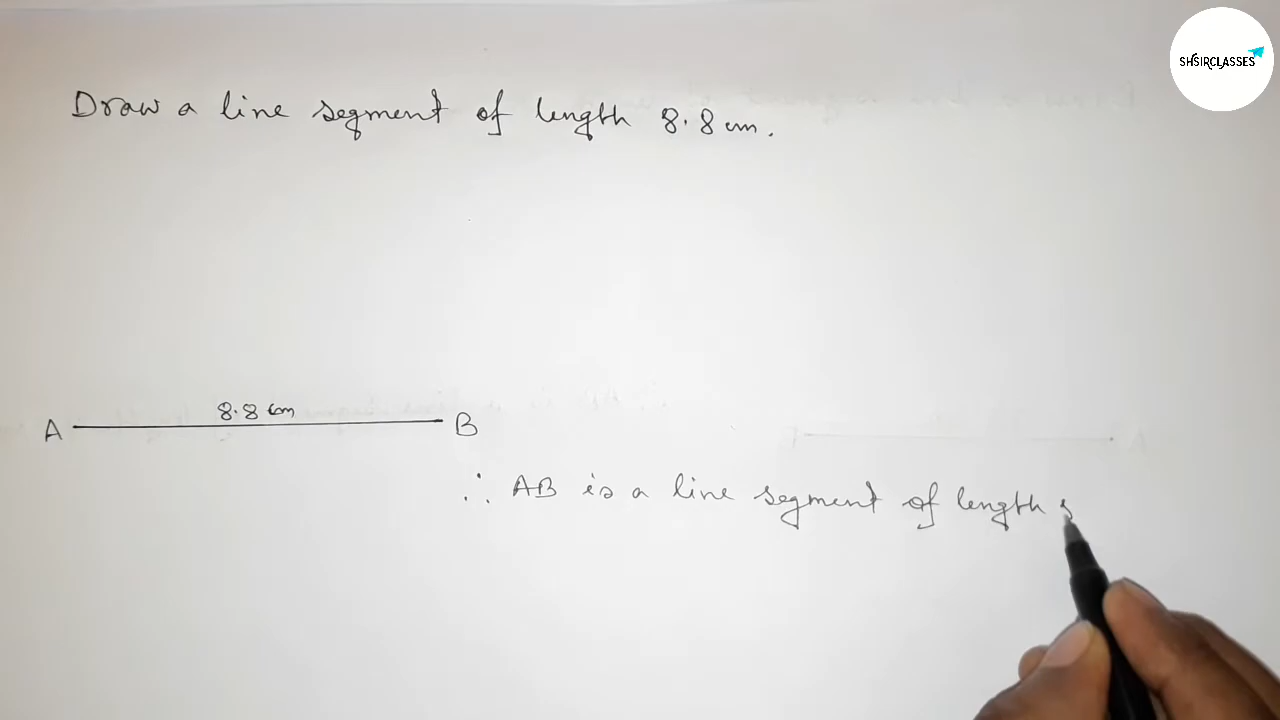 SHSIRCLASSES
Draw a line segment of length 8.8 cm.
8.8 cm
A B
∴ AB is a line segment of length